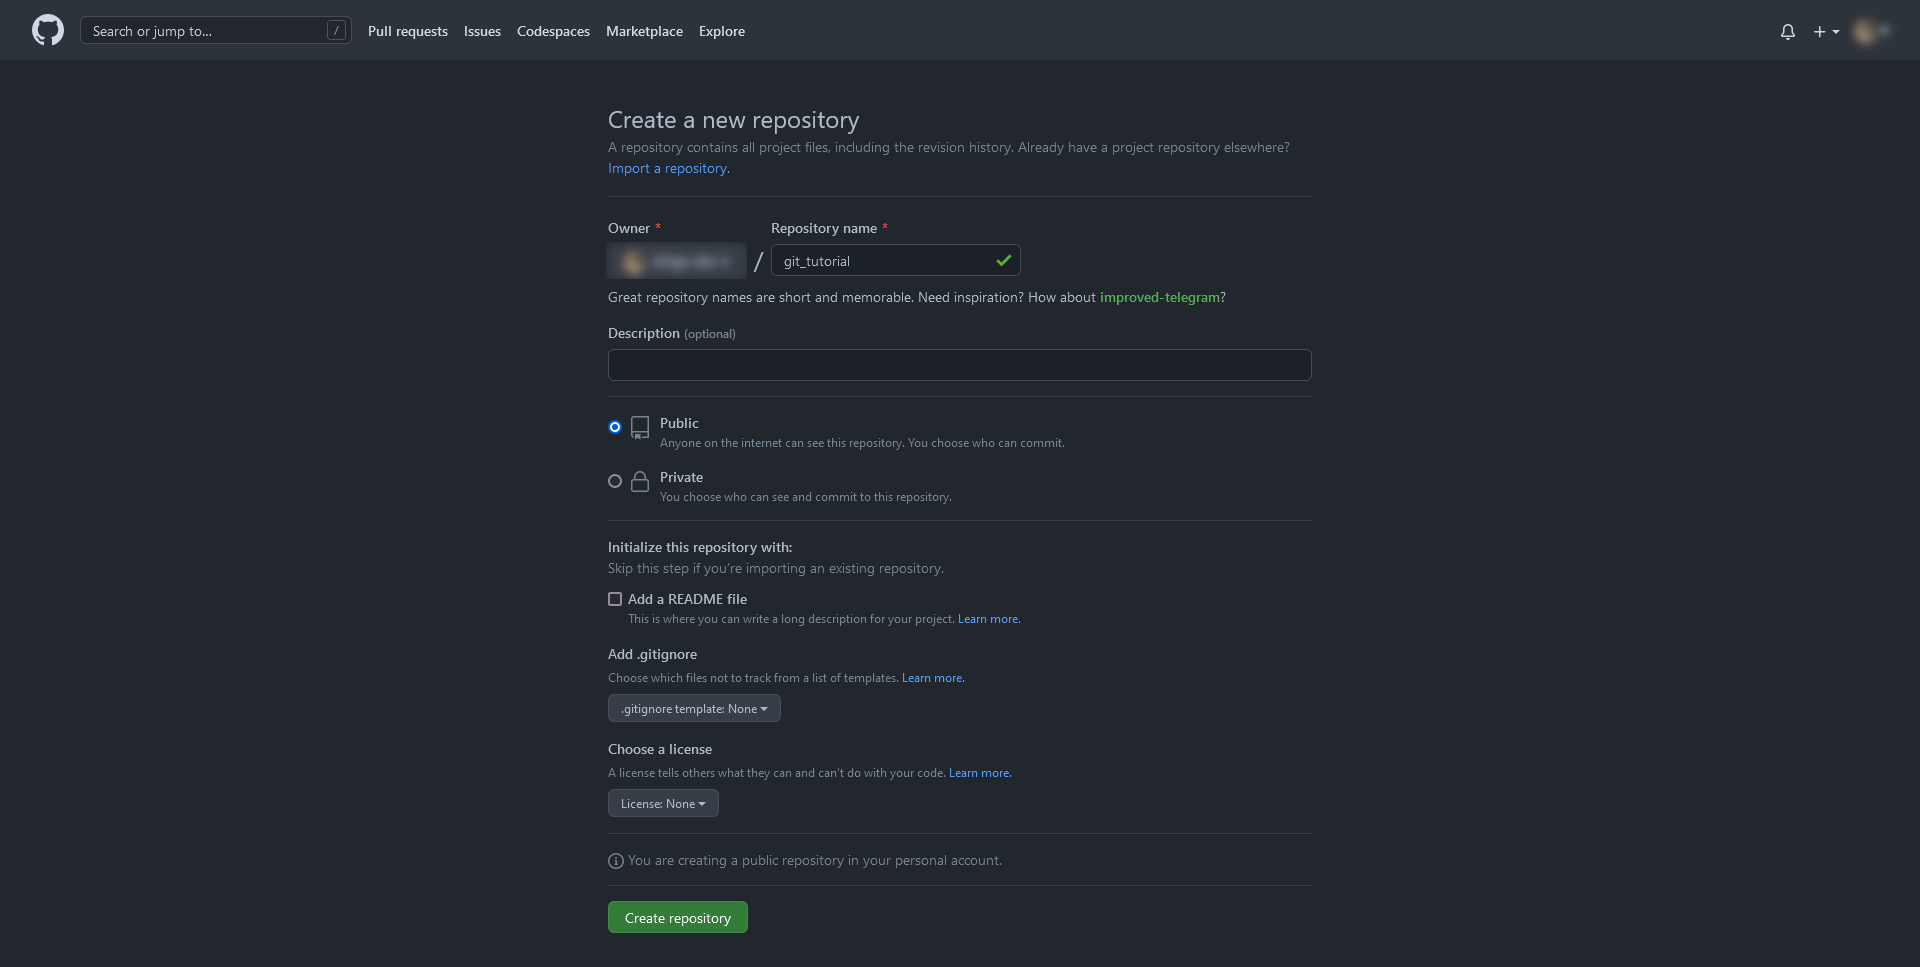 Search or jump to... / Pull requests Issues Codespaces Marketplace Explore
Create a new repository
A repository contains all project files, including the revision history. Already have a project repository elsewhere?
Import a repository.
Owner * Repository name *
/ git_tutorial
Great repository names are short and memorable. Need inspiration? How about improved-telegram?
Description (optional)
Public
Anyone on the internet can see this repository. You choose who can commit.
Private
You choose who can see and commit to this repository.
Initialize this repository with:
Skip this step if you're importing an existing repository.
Add a README file
This is where you can write a long description for your project. Learn more.
Add .gitignore
Choose which files not to track from a list of templates. Learn more.
.gitignore template: None
Choose a license
A license tells others what they can and can't do with your code. Learn more.
License: None
You are creating a public repository in your personal account.
Create repository